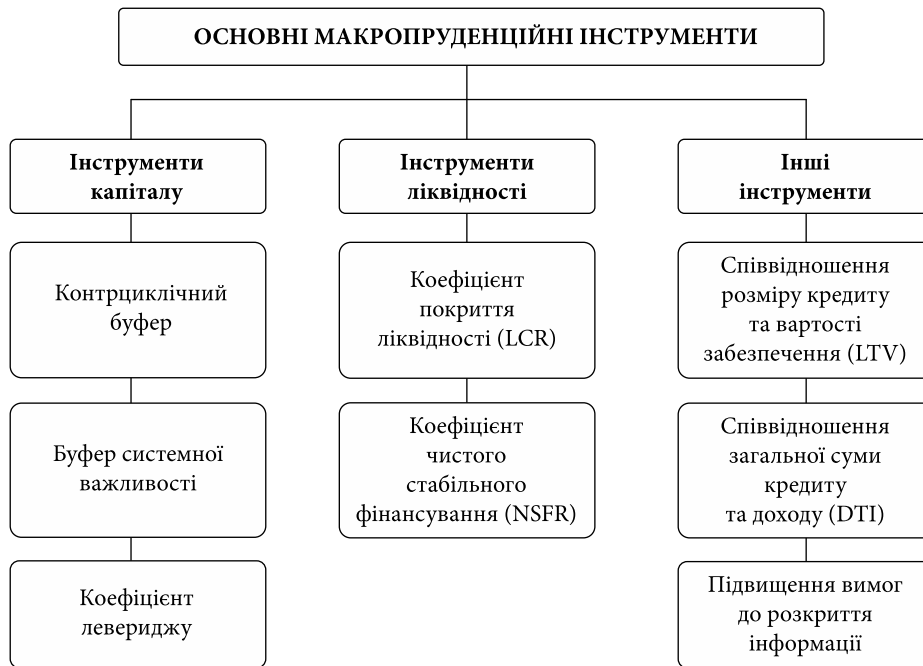 ОСНОВНІ МАКРОПРУДЕНЦІЙНІ ІНСТРУМЕНТИ
Інструменти
капіталу
Контрциклічний
буфер
Буфер системної
важливості
Коефіцієнт
левериджу
Інструменти
ліквідності
Коефіцієнт
покриття
ліквідності (LCR)
Коефіцієнт
чистого
стабільного
фінансування (NSFR)
Інші
інструменти
Співвідношення
розміру кредиту
та вартості
забезпечення (LTV)
Співвідношення
загальної суми
кредиту
та доходу (DTI)
Підвищення вимог
до розкриття
інформації